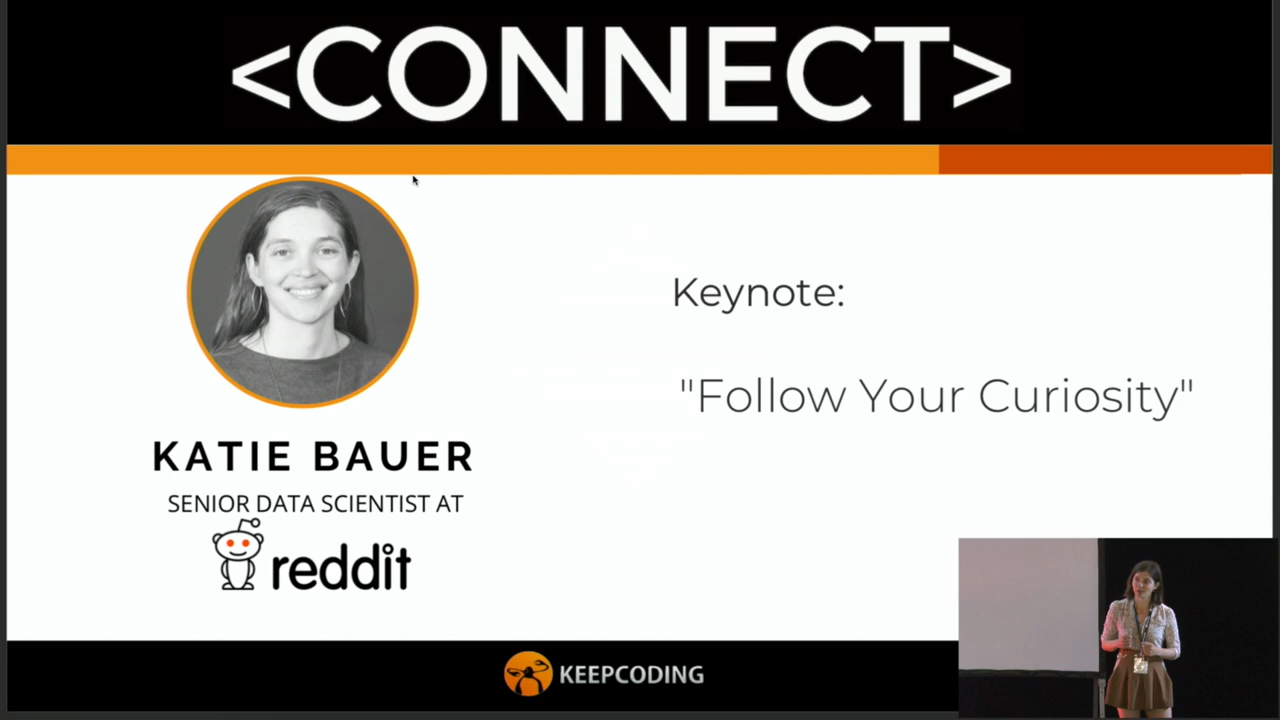 <CONNECT>
Keynote:
"Follow Your Curiosity"
KATIE BAUER
SENIOR DATA SCIENTIST AT
reddit
KEEPCODING